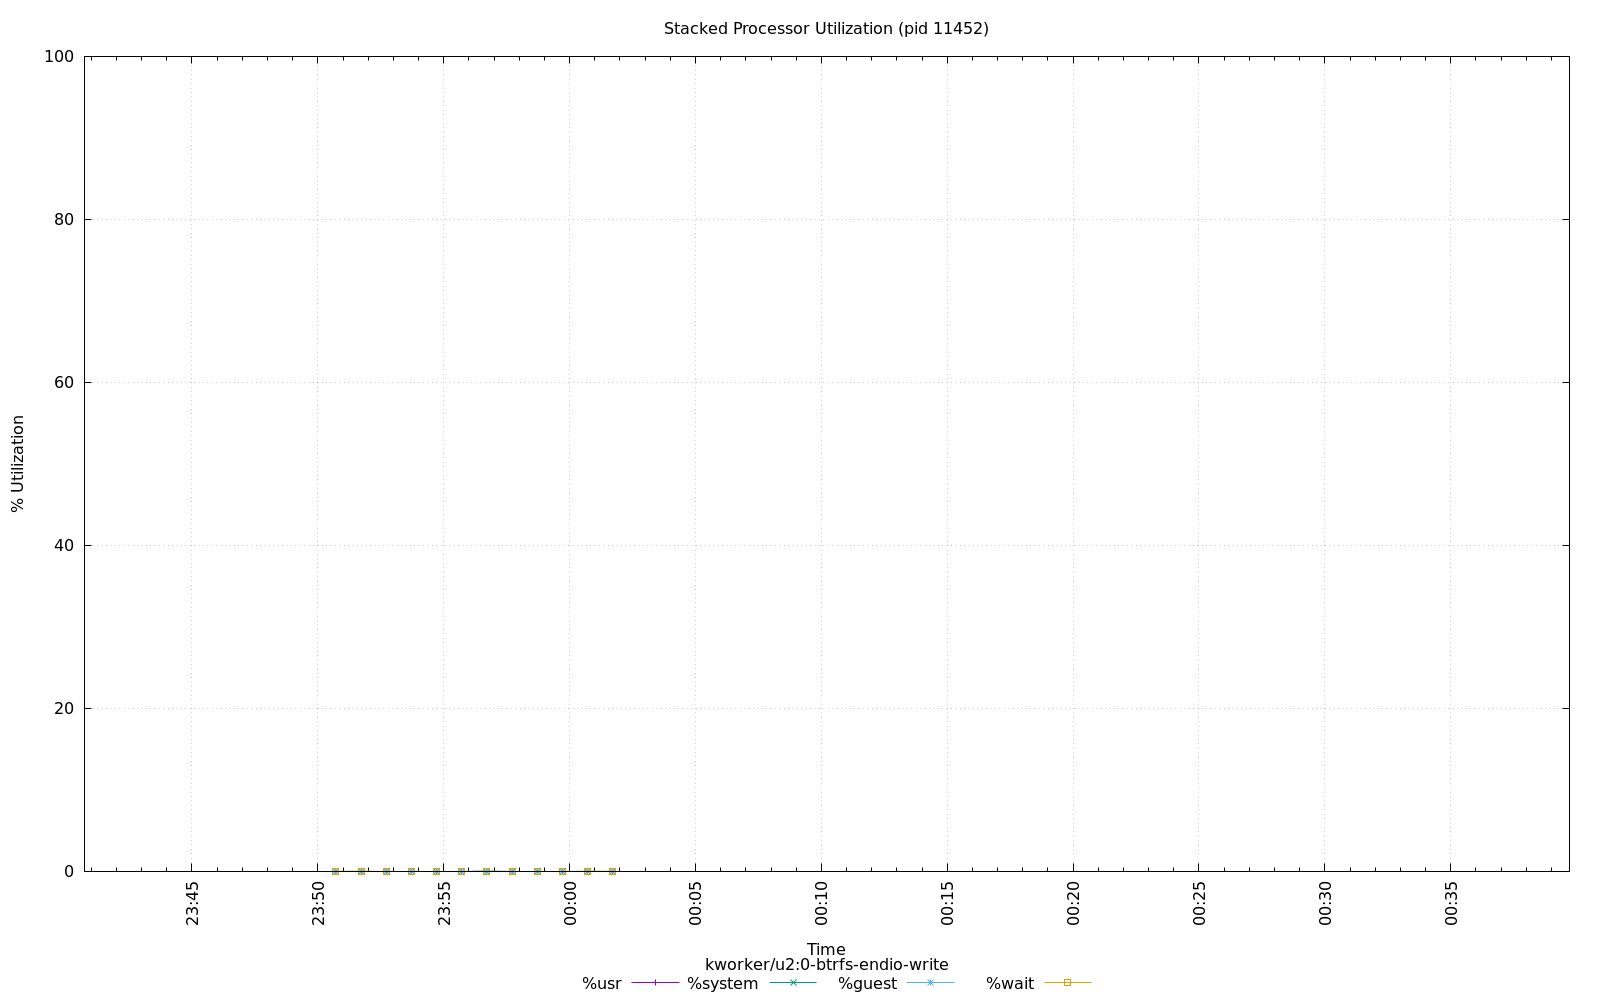 Stacked Processor Utilization (pid 11452)
100
80
60
40
20
0
% Utilization
23:45 23:50 23:55 00:00 00:05 00:10 00:15 00:20 00:25 00:30 00:35
Time
kworker/u2:0-btrfs-endio-write
%usr %system %guest %wait